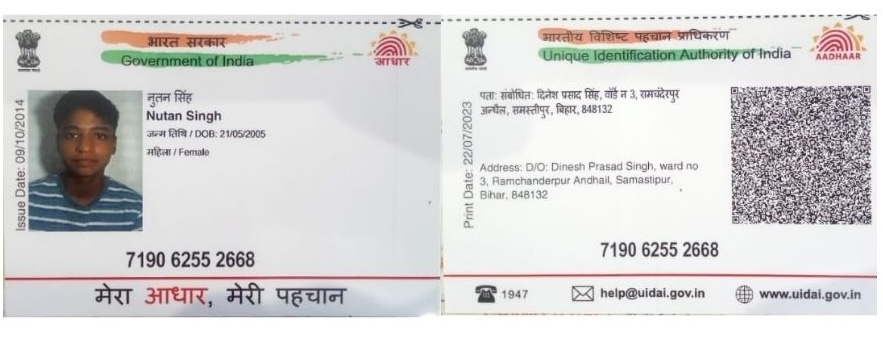 भारत सरकार
Government of India
आधार
Issue Date: 09/10/2014
नुतन सिंह
Nutan Singh
जन्म तिथि / DOB: 21/05/2005
महिला / Female
7190 6255 2668
मेरा आधार, मेरी पहचान
भारतीय विशिष्ट पहचान प्राधिकरण
Unique Identification Authority of India
AADHAAR
Print Date: 22/07/2023
पता: संबोधित: दिनेश प्रसाद सिंह, वॉर्ड न 3, रामचंदेरपुर
अन्धैल, समस्तीपुर, बिहार, 848132
Address: D/O: Dinesh Prasad Singh, ward no
3, Ramchanderpur Andhail, Samastipur,
Bihar, 848132
7190 6255 2668
1947
help@uidai.gov.in
www.uidai.gov.in